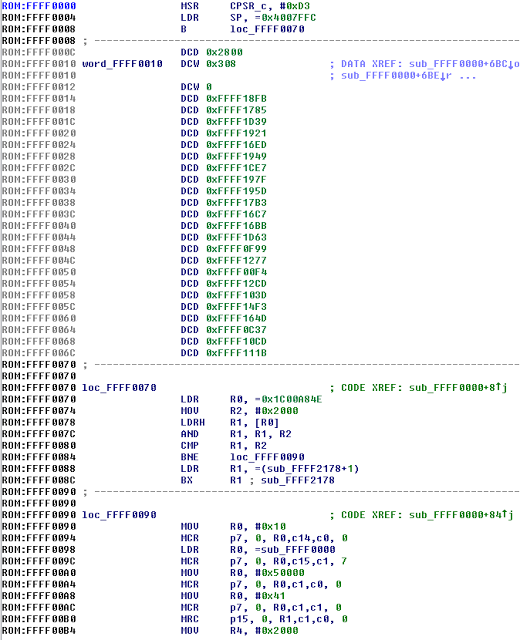 ROM:FFFF0000 MSR CPSR_c, #0xD3
ROM:FFFF0004 LDR SP, =0x4007FFC
ROM:FFFF0008 B loc_FFFF0070
ROM:FFFF0008 ; ---------------------------------------------------------------------------
ROM:FFFF000C DCD 0x2800
ROM:FFFF0010 word_FFFF0010 DCW 0x308 ; DATA XREF: sub_FFFF0000+6BC↓o
ROM:FFFF0010 ; sub_FFFF0000+6BE↓r ...
ROM:FFFF0012 DCW 0
ROM:FFFF0014 DCD 0xFFFF18FB
ROM:FFFF0018 DCD 0xFFFF1785
ROM:FFFF001C DCD 0xFFFF1D39
ROM:FFFF0020 DCD 0xFFFF1921
ROM:FFFF0024 DCD 0xFFFF16ED
ROM:FFFF0028 DCD 0xFFFF1949
ROM:FFFF002C DCD 0xFFFF1CE7
ROM:FFFF0030 DCD 0xFFFF197F
ROM:FFFF0034 DCD 0xFFFF195D
ROM:FFFF0038 DCD 0xFFFF17B3
ROM:FFFF003C DCD 0xFFFF16C7
ROM:FFFF0040 DCD 0xFFFF16BB
ROM:FFFF0044 DCD 0xFFFF1D63
ROM:FFFF0048 DCD 0xFFFF0F99
ROM:FFFF004C DCD 0xFFFF1277
ROM:FFFF0050 DCD 0xFFFF00F4
ROM:FFFF0054 DCD 0xFFFF12CD
ROM:FFFF0058 DCD 0xFFFF103D
ROM:FFFF005C DCD 0xFFFF14F3
ROM:FFFF0060 DCD 0xFFFF164D
ROM:FFFF0064 DCD 0xFFFF0C37
ROM:FFFF0068 DCD 0xFFFF10CD
ROM:FFFF006C DCD 0xFFFF111B
ROM:FFFF0070 ; ---------------------------------------------------------------------------
ROM:FFFF0070
ROM:FFFF0070 loc_FFFF0070 ; CODE XREF: sub_FFFF0000+8↑j
ROM:FFFF0070 LDR R0, =0x1C00A84E
ROM:FFFF0074 MOV R2, #0x2000
ROM:FFFF0078 LDRH R1, [R0]
ROM:FFFF007C AND R1, R1, R2
ROM:FFFF0080 CMP R1, R2
ROM:FFFF0084 BNE loc_FFFF0090
ROM:FFFF0088 LDR R1, =(sub_FFFF2178+1)
ROM:FFFF008C BX R1 ; sub_FFFF2178
ROM:FFFF0090 ; ---------------------------------------------------------------------------
ROM:FFFF0090
ROM:FFFF0090 loc_FFFF0090 ; CODE XREF: sub_FFFF0000+84↑j
ROM:FFFF0090 MOV R0, #0x10
ROM:FFFF0094 MCR p7, 0, R0,c14,c0, 0
ROM:FFFF0098 LDR R0, =sub_FFFF0000
ROM:FFFF009C MCR p7, 0, R0,c15,c1, 7
ROM:FFFF00A0 MOV R0, #0x50000
ROM:FFFF00A4 MCR p7, 0, R0,c1,c0, 0
ROM:FFFF00A8 MOV R0, #0x41
ROM:FFFF00AC MCR p7, 0, R0,c1,c1, 0
ROM:FFFF00B0 MRC p15, 0, R1,c1,c0, 0
ROM:FFFF00B4 MOV R4, #0x2000